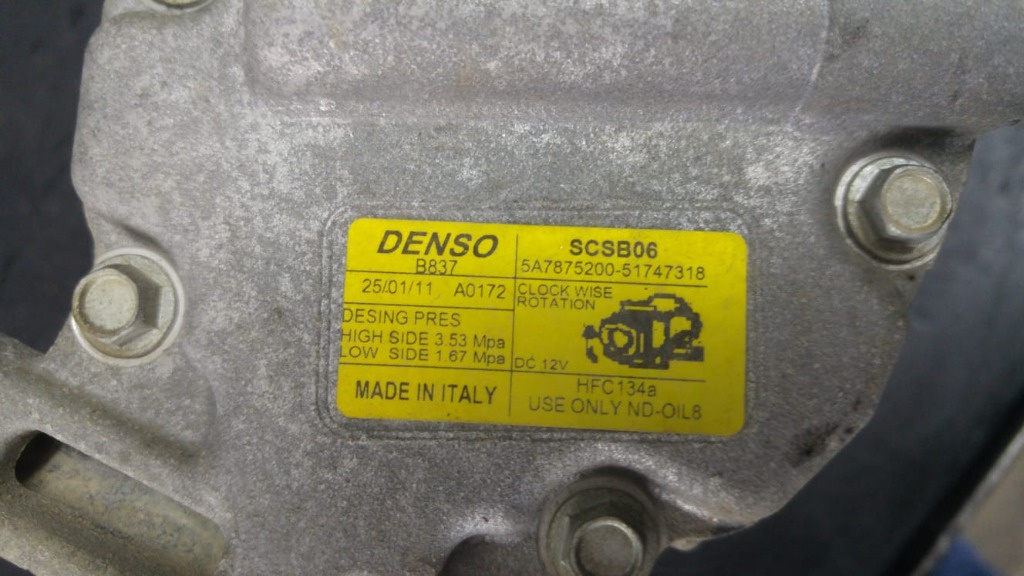 DENSO
B837
25/01/11 A0172
DESING PRES
HIGH SIDE 3.53 Mpa
LOW SIDE 1.67 Mpa
MADE IN ITALY
SCSB06
5A7875200-51747318
CLOCK WISE
ROTATION
DC 12V
HFC134a
USE ONLY ND-OIL8